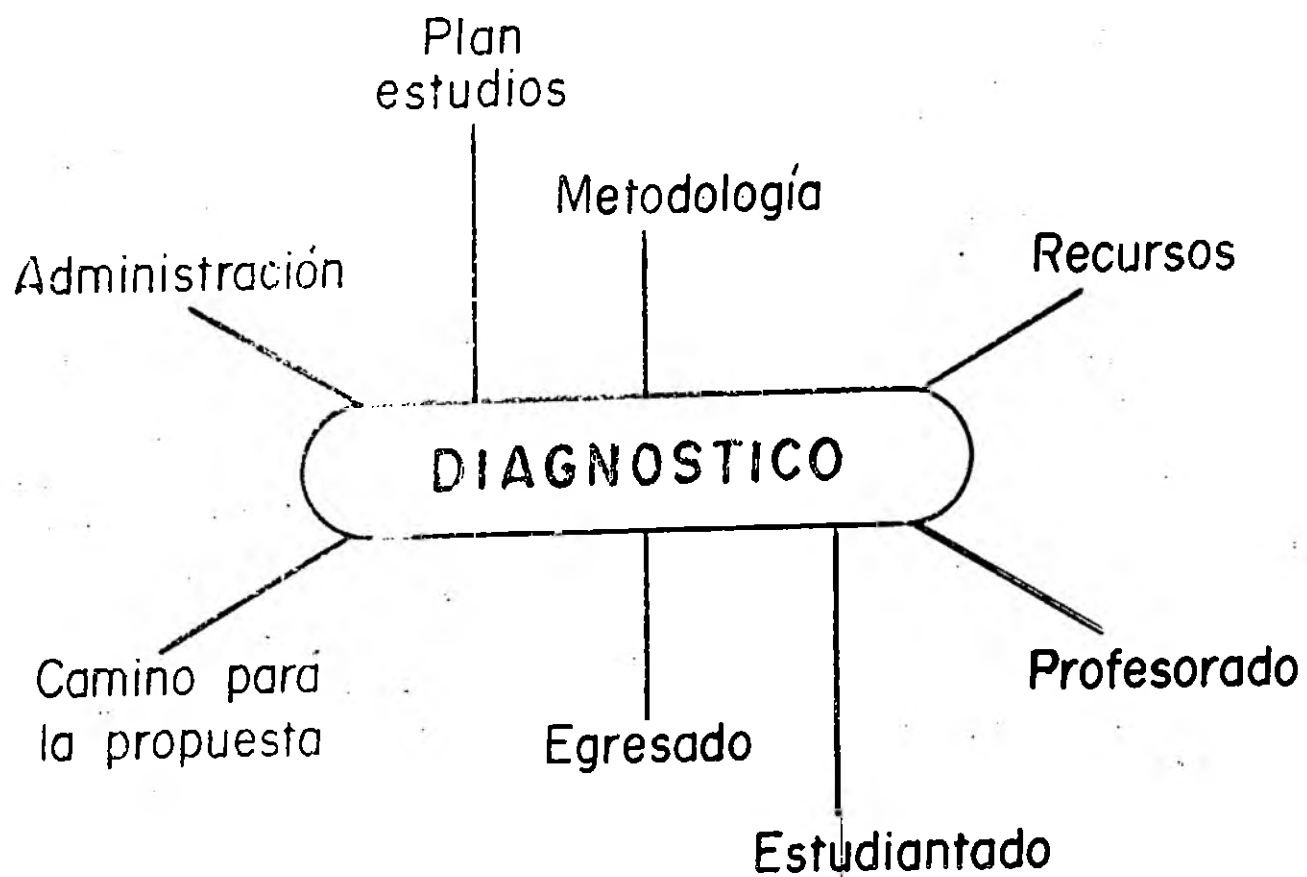 Plan
estudios
Metodología
Administración
Recursos
DIAGNOSTICO
Camino para
la propuesta
Egresado
Profesorado
Estudiantado